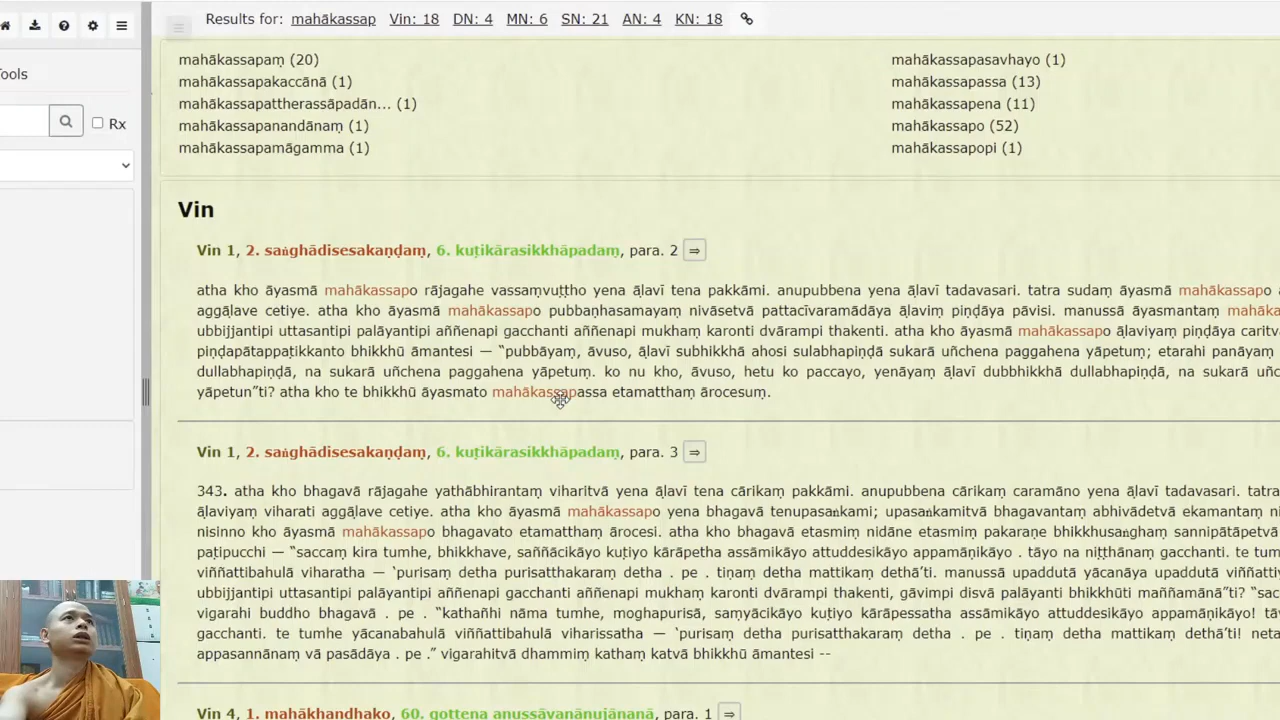 Results for: mahākassap Vin: 18 DN: 4 MN: 6 SN: 21 AN: 4 KN: 18
ools
Rx
mahākassapaṃ (20)
mahākassapakaccānā (1)
mahākassapattherassāpadān... (1)
mahākassapanandānaṃ (1)
mahākassapamāgamma (1)
mahākassapasavhayo (1)
mahākassapassa (13)
mahākassapena (11)
mahākassapo (52)
mahākassapopi (1)
Vin
Vin 1, 2. saṅghādisesakaṇḍaṃ, 6. kuṭikārasikkhāpadaṃ, para. 2 ⇒
atha kho āyasmā mahākassapo rājagahe vassaṃvuṭṭho yena āḷavī tena pakkāmi. anupubbena yena āḷavī tadavasari. tatra sudaṃ āyasmā mahākassapo ā
aggāḷave cetiye. atha kho āyasmā mahākassapo pubbaṇhasamayaṃ nivāsetvā pattacīvaramādāya āḷaviṃ piṇḍāya pāvisi. manussā āyasmantaṃ mahāka
ubbijjantipi uttasantipi palāyantipi aññenapi gacchanti aññenapi mukhaṃ karonti dvārampi thakenti. atha kho āyasmā mahākassapo āḷaviyaṃ piṇḍāya caritv
piṇḍapātappaṭikkanto bhikkhū āmantesi — “pubbāyaṃ, āvuso, āḷavī subhikkhā ahosi sulabhapiṇḍā sukarā uñchena paggahena yāpetuṃ; etarahi panāyaṃ
dullabhapiṇḍā, na sukarā uñchena paggahena yāpetuṃ. ko nu kho, āvuso, hetu ko paccayo, yenāyaṃ āḷavī dubbhikkhā dullabhapiṇḍā, na sukarā uñc
yāpetun”ti? atha kho te bhikkhū āyasmato mahākassapassa etamatthaṃ ārocesuṃ.
Vin 1, 2. saṅghādisesakaṇḍaṃ, 6. kuṭikārasikkhāpadaṃ, para. 3 ⇒
343. atha kho bhagavā rājagahe yathābhirantaṃ viharitvā yena āḷavī tena cārikaṃ pakkāmi. anupubbena cārikaṃ caramāno yena āḷavī tadavasari. tatra
āḷaviyaṃ viharati aggāḷave cetiye. atha kho āyasmā mahākassapo yena bhagavā tenupasaṅkami; upasaṅkamitvā bhagavantaṃ abhivādetvā ekamantaṃ ni
nisinno kho āyasmā mahākassapo bhagavato etamatthaṃ ārocesi. atha kho bhagavā etasmiṃ nidāne etasmiṃ pakaraṇe bhikkhusaṅghaṃ sannipātāpetvā
paṭipucchi — “saccaṃ kira tumhe, bhikkhave, saññācikāyo kuṭiyo kārāpetha assāmikāyo attuddesikāyo appamāṇikāyo . tāyo na niṭṭhānaṃ gacchanti. te tum
viññattibahulā viharatha — ‘purisaṃ detha purisatthakaraṃ detha . pe . tiṇaṃ detha mattikaṃ dethā’ti. manussā upaddutā yācanāya upaddutā viññattiy
ubbijjantipi uttasantipi palāyantipi aññenapi gacchanti aññenapi mukhaṃ karonti dvārampi thakenti, gāvimpi disvā palāyanti bhikkhūti maññamānā”ti? “sac
vigarahi buddho bhagavā . pe . “kathañhi nāma tumhe, moghapurisā, saṃyācikāyo kuṭiyo kārāpessatha assāmikāyo attuddesikāyo appamāṇikāyo! tāy
gacchanti. te tumhe yācanabahulā viññattibahulā viharissatha — ‘purisaṃ detha purisatthakaraṃ detha . pe . tiṇaṃ detha mattikaṃ dethā’ti! neta
appasannānaṃ vā pasādāya . pe .” vigarahitvā dhammiṃ kathaṃ katvā bhikkhū āmantesi --
Vin 4, 1. mahākhandhako, 60. gottena anussāvanānujānanā, para. 1 ⇒